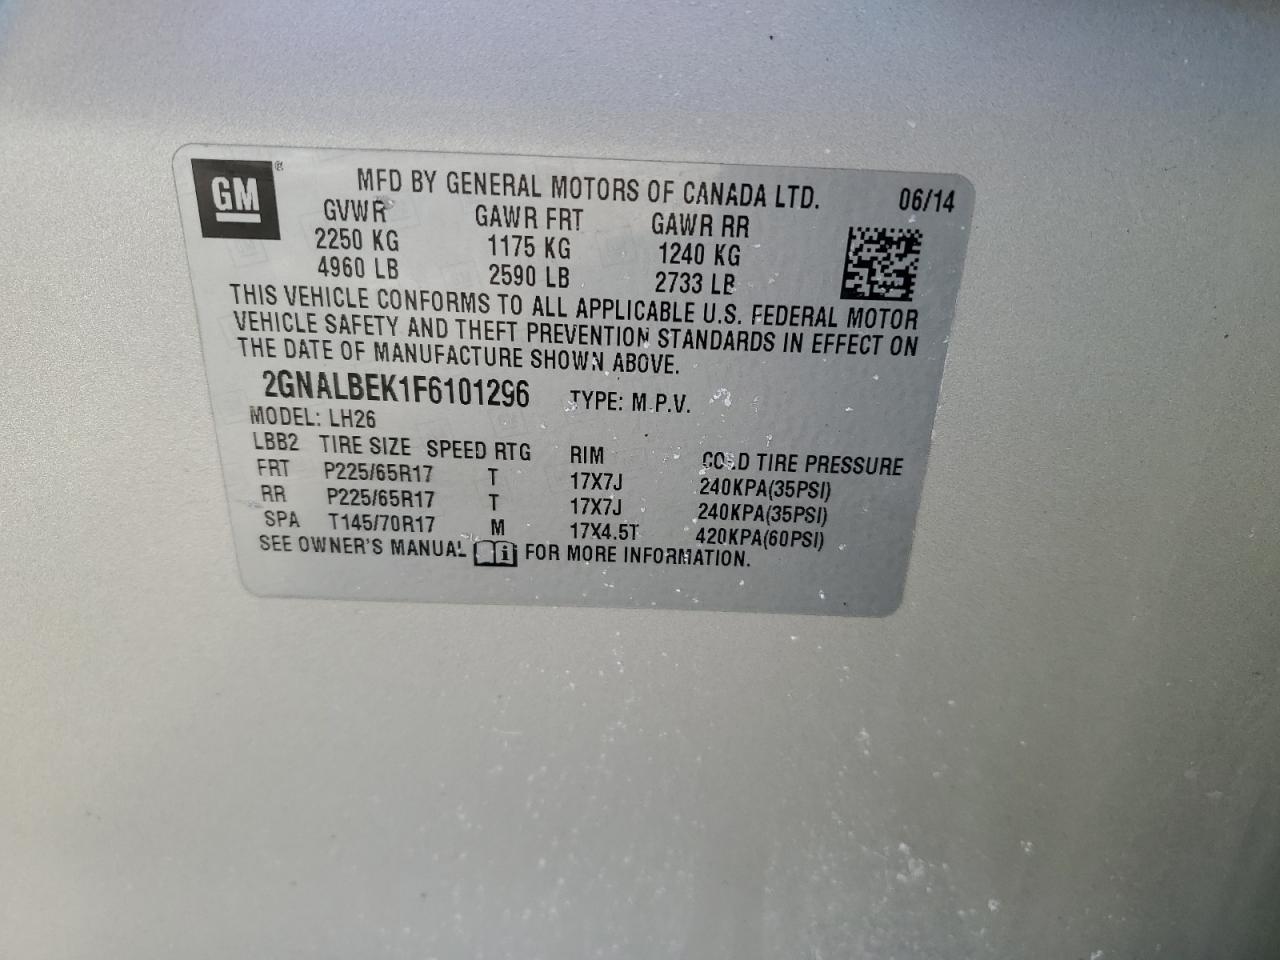 GM®
MFD BY GENERAL MOTORS OF CANADA LTD. 06/14
GVWR GAWR FRT GAWR RR
2250 KG 1175 KG 1240 KG
4960 LB 2590 LB 2733 LB
THIS VEHICLE CONFORMS TO ALL APPLICABLE U.S. FEDERAL MOTOR
VEHICLE SAFETY AND THEFT PREVENTION STANDARDS IN EFFECT ON
THE DATE OF MANUFACTURE SHOWN ABOVE.
2GNALBEK1F6101296 TYPE: M.P.V.
MODEL: LH26
LBB2 TIRE SIZE SPEED RTG RIM COLD TIRE PRESSURE
FRT P225/65R17 T 17X7J 240KPA(35PSI)
RR P225/65R17 T 17X7J 240KPA(35PSI)
SPA T145/70R17 M 17X4.5T 420KPA(60PSI)
SEE OWNER'S MANUAL i FOR MORE INFORMATION.